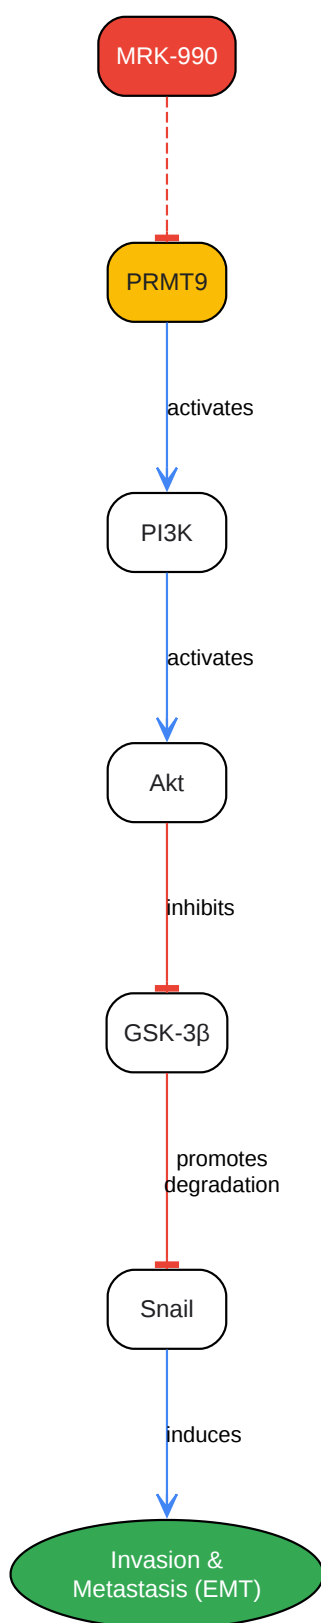 MRK-990
PRMT9
activates
PI3K
activates
Akt
inhibits
GSK-3β
promotes
degradation
Snail
induces
Invasion &
Metastasis (EMT)